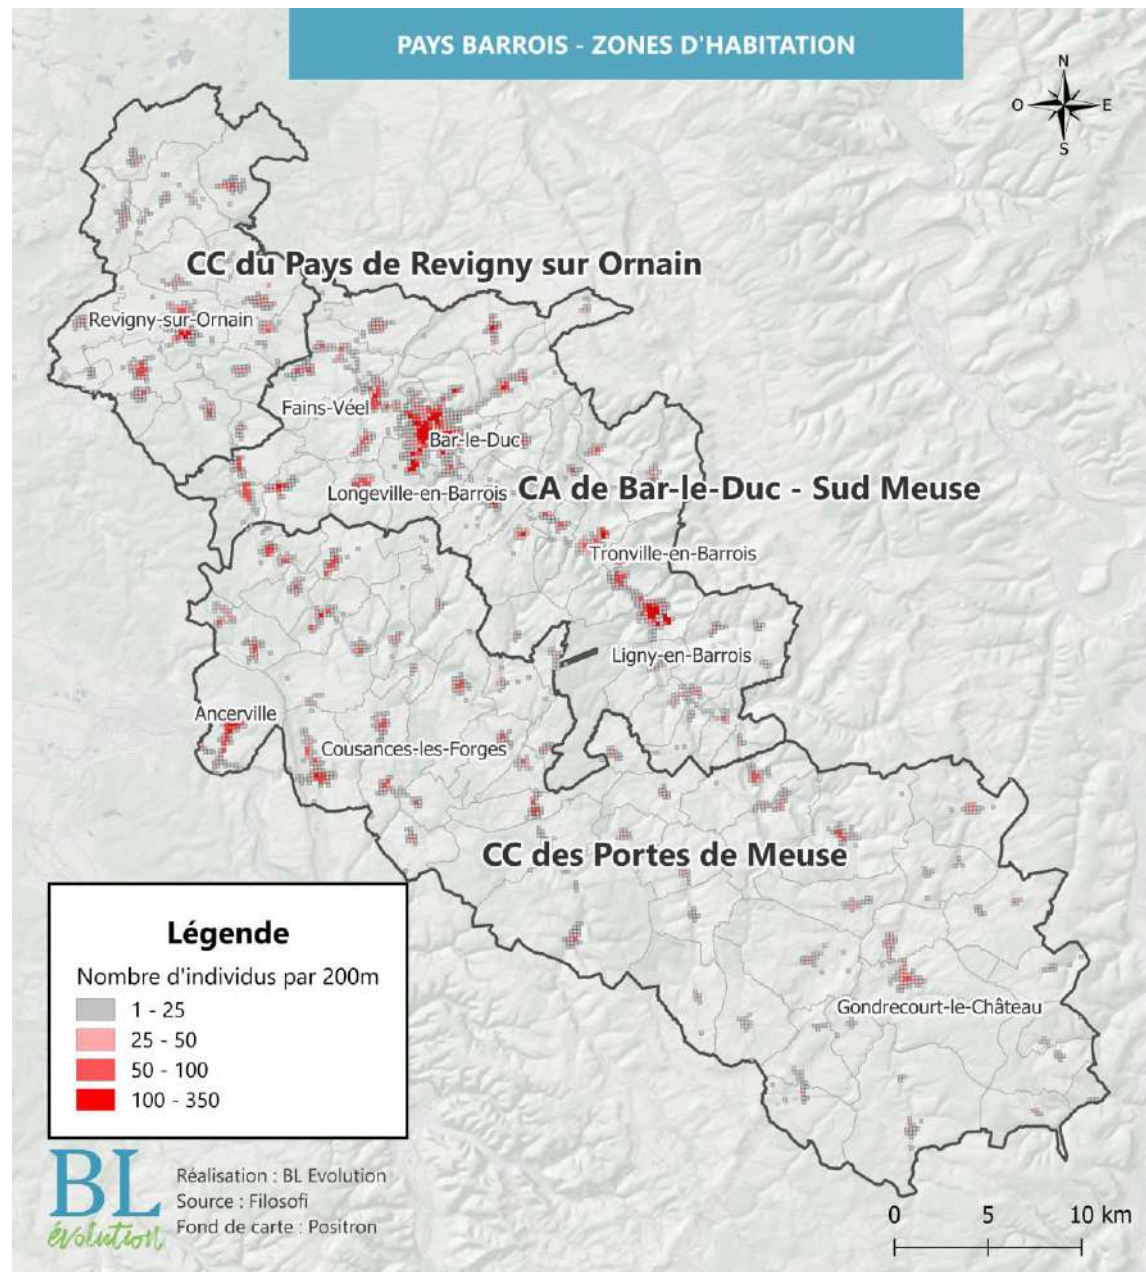 PAYS BARROIS - ZONES D'HABITATION
N
O
E
S
CC du Pays de Revigny sur Ornain
Revigny-sur-Ornain
Fains-Véel
Bar-le-Duc
Longeville-en-Barrois
CA de Bar-le-Duc - Sud Meuse
Tronville-en-Barrois
Ligny-en-Barrois
Ancerville
Cousances-les-Forges
CC des Portes de Meuse
Gondrecourt-le-Château
Légende
Nombre d'individus par 200m
1 - 25
25 - 50
50 - 100
100 - 350
BL
évolution
Réalisation : BL Evolution
Source : Filosofi
Fond de carte : Positron
0 5 10 km